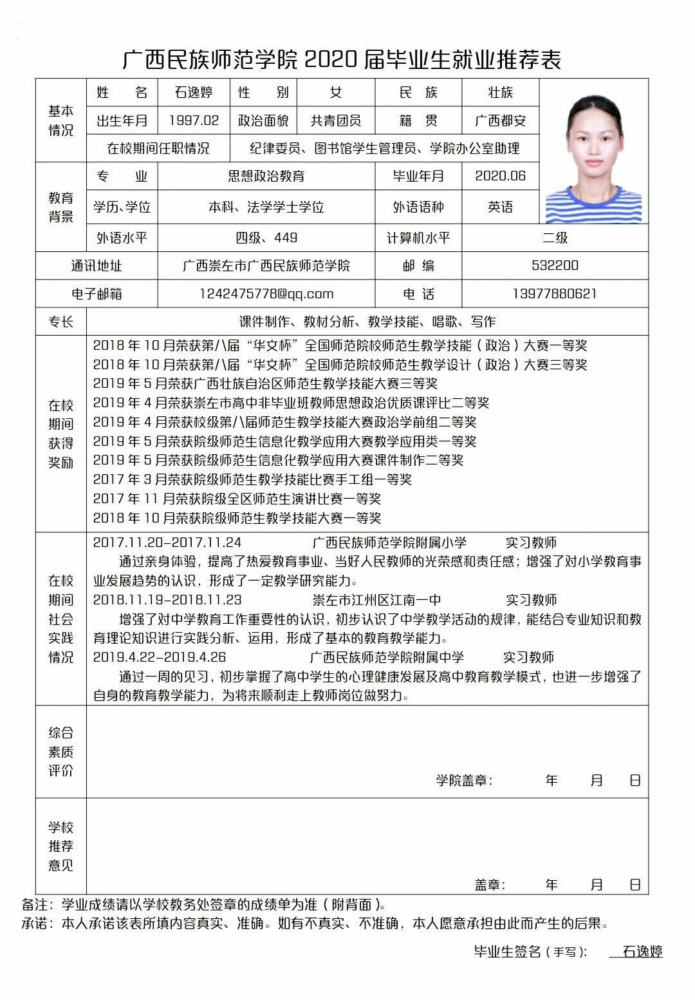 广西民族师范学院 2020 届毕业生就业推荐表
基本情况
姓 名 石逸婷 性 别 女 民 族 壮族
出生年月 1997.02 政治面貌 共青团员 籍 贯 广西都安
在校期间任职情况 纪律委员、图书馆学生管理员、学院办公室助理
教育背景
专 业 思想政治教育 毕业年月 2020.06
学历、学位 本科、法学学士学位 外语语种 英语
外语水平 四级、449 计算机水平 二级
通讯地址 广西崇左市广西民族师范学院 邮 编 532200
电子邮箱 1242475778@qq.com 电 话 13977880621
专长 课件制作、教材分析、教学技能、唱歌、写作
在校期间获得奖励
2018 年 10 月荣获第八届“华文杯”全国师范院校师范生教学技能（政治）大赛一等奖
2018 年 10 月荣获第八届“华文杯”全国师范院校师范生教学设计（政治）大赛三等奖
2019 年 5 月荣获广西壮族自治区师范生教学技能大赛三等奖
2019 年 4 月荣获崇左市高中非毕业班教师思想政治优质课评比二等奖
2019 年 4 月荣获校级第八届师范生教学技能大赛政治学前组二等奖
2019 年 5 月荣获院级师范生信息化教学应用大赛教学应用类一等奖
2019 年 5 月荣获院级师范生信息化教学应用大赛课件制作二等奖
2017 年 3 月荣获院级师范生教学技能比赛手工组一等奖
2017 年 11 月荣获院级全区师范生演讲比赛一等奖
2018 年 10 月荣获院级师范生教学技能大赛一等奖
在校期间社会实践情况
2017.11.20-2017.11.24 广西民族师范学院附属小学 实习教师
通过亲身体验，提高了热爱教育事业、当好人民教师的光荣感和责任感；增强了对小学教育事
业发展趋势的认识，形成了一定教学研究能力。
2018.11.19-2018.11.23 崇左市江州区江南一中 实习教师
增强了对中学教育工作重要性的认识，初步认识了中学教学活动的规律，能结合专业知识和教
育理论知识进行实践分析、运用，形成了基本的教育教学能力。
2019.4.22-2019.4.26 广西民族师范学院附属中学 实习教师
通过一周的见习，初步掌握了高中学生的心理健康发展及高中教育教学模式，也进一步增强了
自身的教育教学能力，为将来顺利走上教师岗位做努力。
综合素质评价
学院盖章： 年 月 日
学校推荐意见
盖章： 年 月 日
备注：学业成绩请以学校教务处签章的成绩单为准（附背面）。
承诺：本人承诺该表所填内容真实、准确。如有不真实、不准确，本人愿意承担由此而产生的后果。
毕业生签名（手写）： 石逸婷